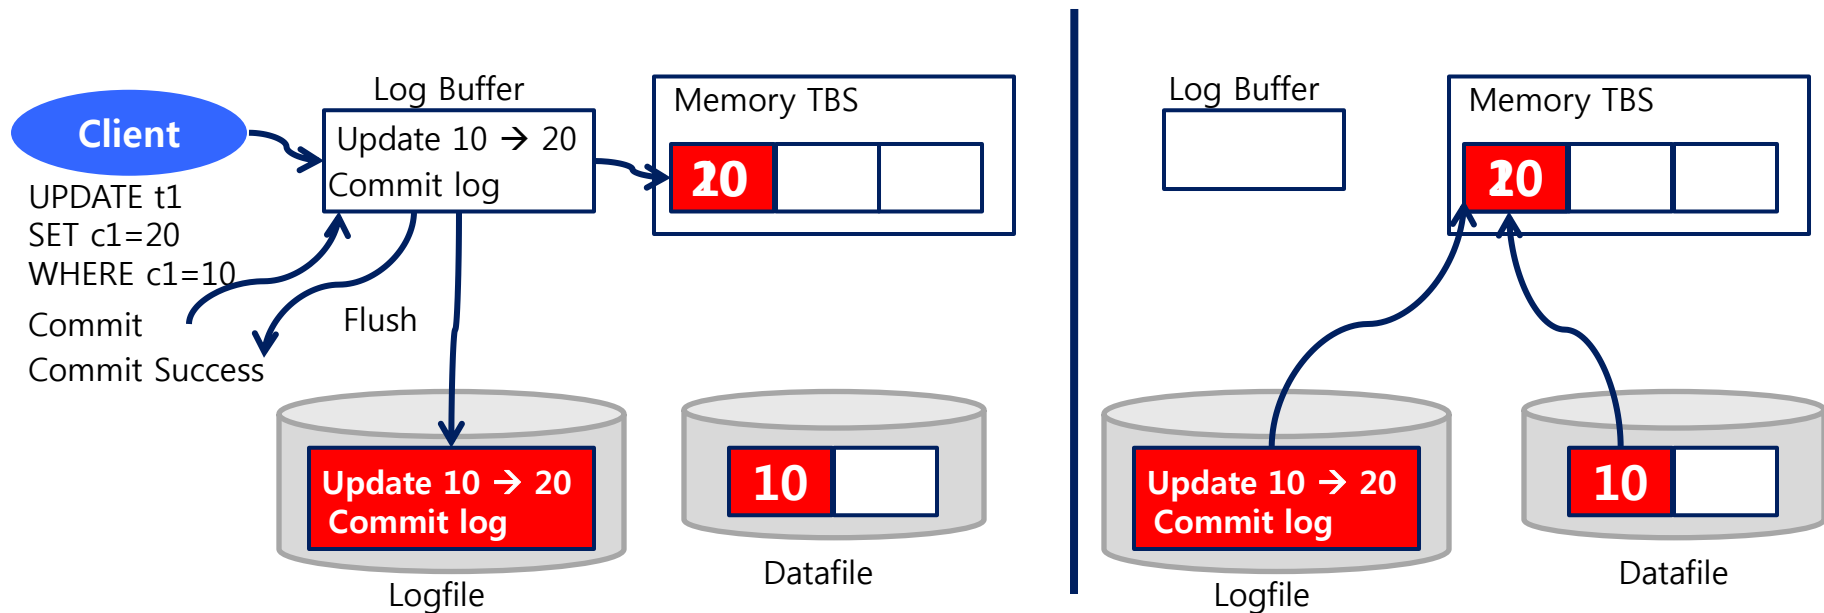 Client
UPDATE t1
SET c1=20
WHERE c1=10
Commit
Commit Success
Log Buffer
Update 10 → 20
Commit log
Flush
Memory TBS
Update 10 → 20
Commit log
Logfile
10
Datafile
Log Buffer
Memory TBS
Update 10 → 20
Commit log
Logfile
10
Datafile